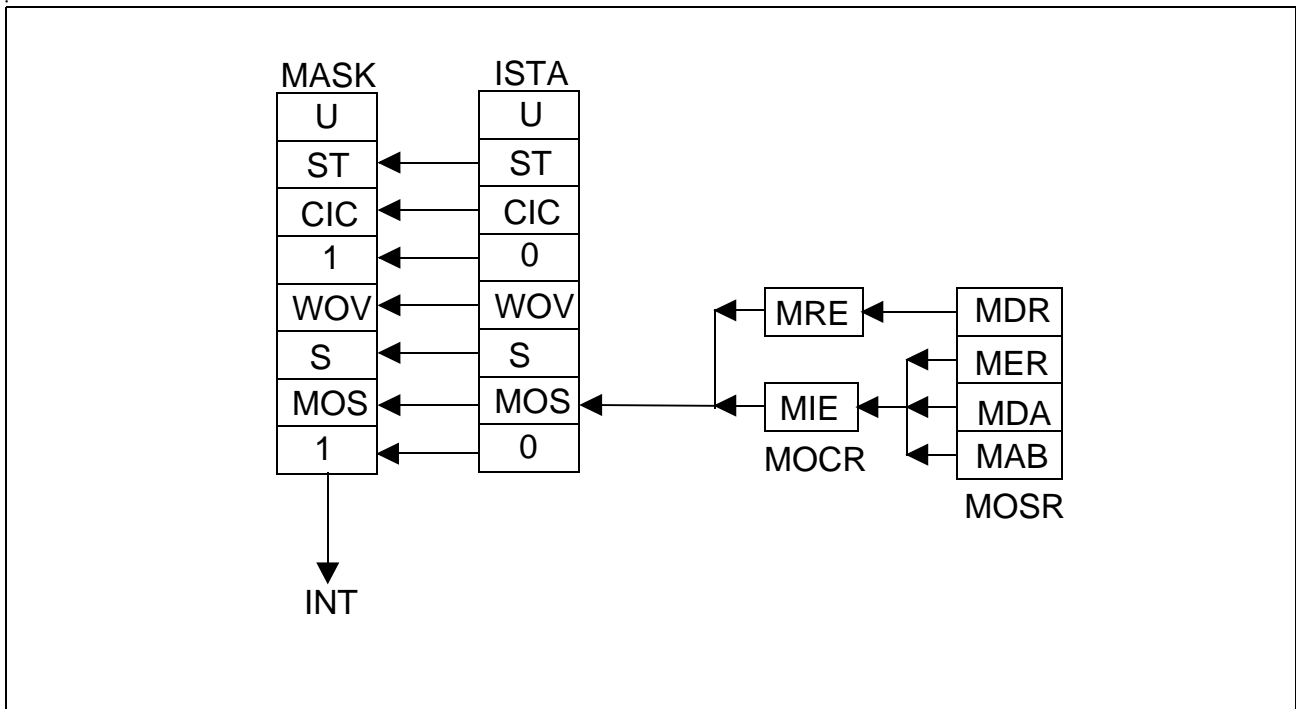 MASK ISTA
U U
ST ST
CIC CIC
1 0
WOV WOV MRE MDR
S S MER
MOS MOS MIE MDA
1 0 MOCR MAB
MOSR
INT